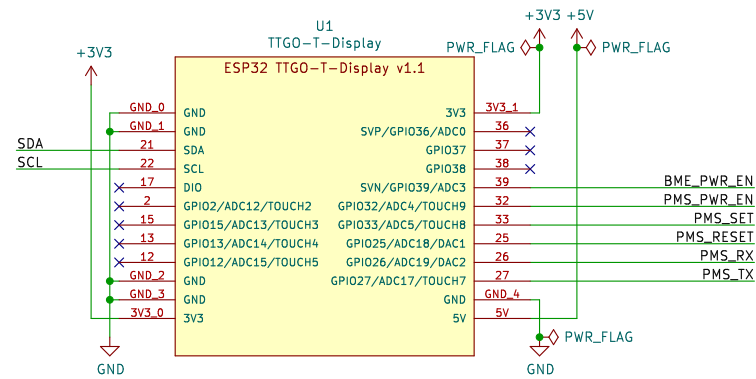 U1
TTGO-T-Display
+3V3 +5V
PWR_FLAG
PWR_FLAG
+3V3
ESP32 TTGO-T-Display v1.1
GND_0 GND 3V3 3V3_1
GND_1 GND SVP/GPIO36/ADC0 36
SDA 21 SDA GPIO37 37
SCL 22 SCL GPIO38 38
17 DIO SVN/GPIO39/ADC3 39 BME_PWR_EN
2 GPIO2/ADC12/TOUCH2 GPIO32/ADC4/TOUCH9 32 PMS_PWR_EN
15 GPIO15/ADC13/TOUCH3 GPIO33/ADC5/TOUCH8 33 PMS_SET
13 GPIO13/ADC14/TOUCH4 GPIO25/ADC18/DAC1 25 PMS_RESET
12 GPIO12/ADC15/TOUCH5 GPIO26/ADC19/DAC2 26 PMS_RX
GND_2 GND GPIO27/ADC17/TOUCH7 27 PMS_TX
GND_3 GND GND GND_4
3V3_0 3V3 5V 5V
PWR_FLAG
GND
GND